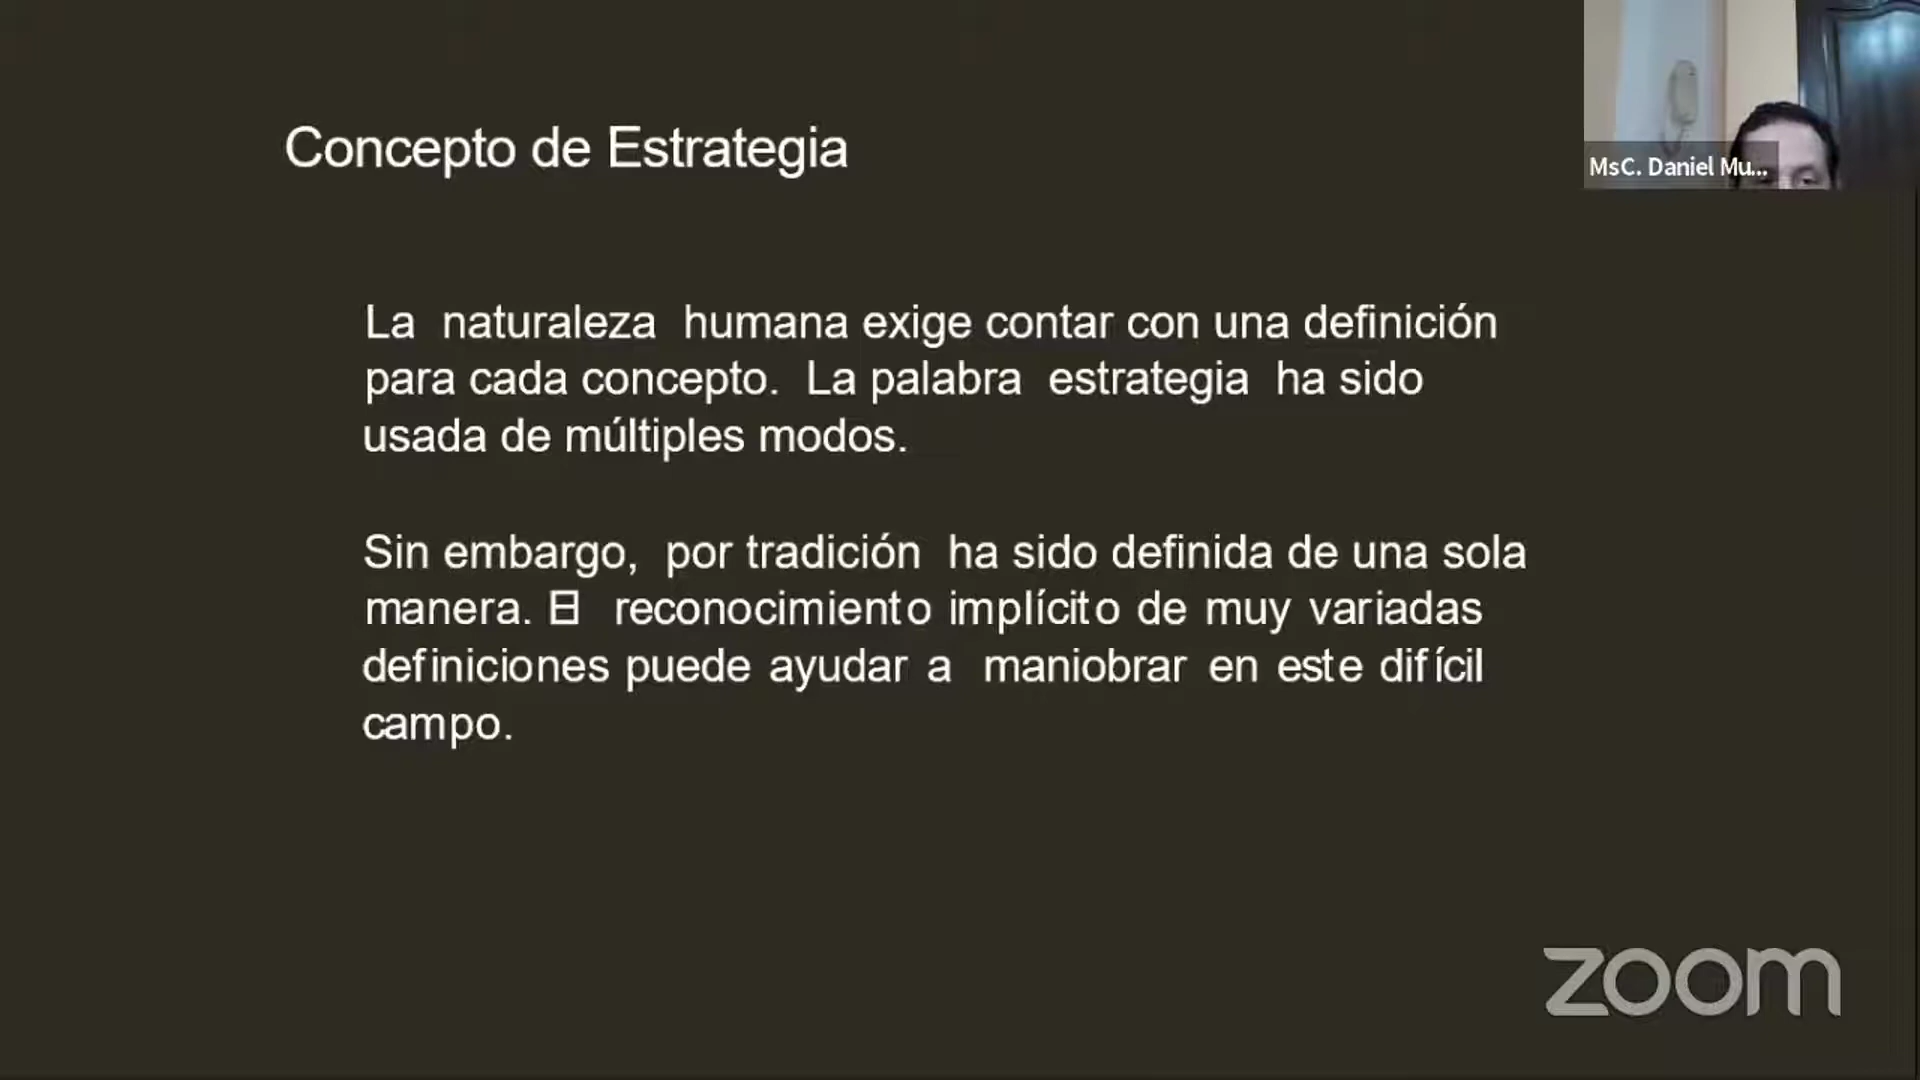 Concepto de Estrategia
MsC. Daniel Mu...
La naturaleza humana exige contar con una definición
para cada concepto. La palabra estrategia ha sido
usada de múltiples modos.
Sin embargo, por tradición ha sido definida de una sola
manera. El reconocimiento implícito de muy variadas
definiciones puede ayudar a maniobrar en este difícil
campo.
zoom